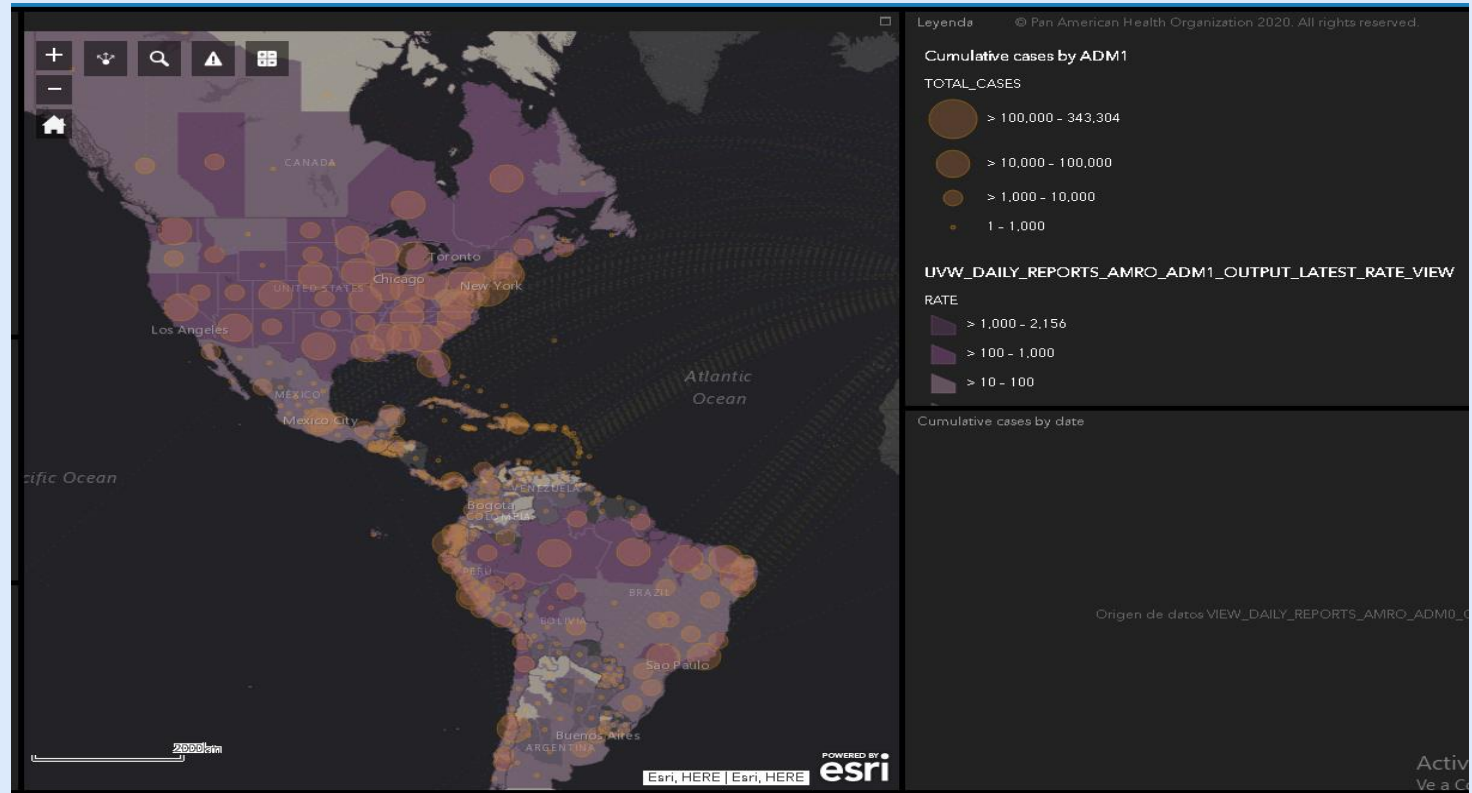 Leyenda © Pan American Health Organization 2020. All rights reserved.
Cumulative cases by ADM1
TOTAL_CASES
> 100,000 - 343,304
> 10,000 - 100,000
> 1,000 - 10,000
1 - 1,000
UVW_DAILY_REPORTS_AMRO_ADM1_OUTPUT_LATEST_RATE_VIEW
RATE
> 1,000 - 2,156
> 100 - 1,000
> 10 - 100
Cumulative cases by date
Origen de datos VIEW_DAILY_REPORTS_AMRO_ADM0_
Activ
Ve a Co
+
−
CANADA
Toronto
Chicago
New York
UNITED STATES
Los Angeles
Atlantic
Ocean
MÉXICO
Mexico City
cific Ocean
VENEZUELA
Bogota
COLOMBIA
PERU
BRAZIL
BOLIVIA
Sao Paulo
Buenos Aires
ARGENTINA
2000km
Esri, HERE | Esri, HERE
POWERED BY
esri